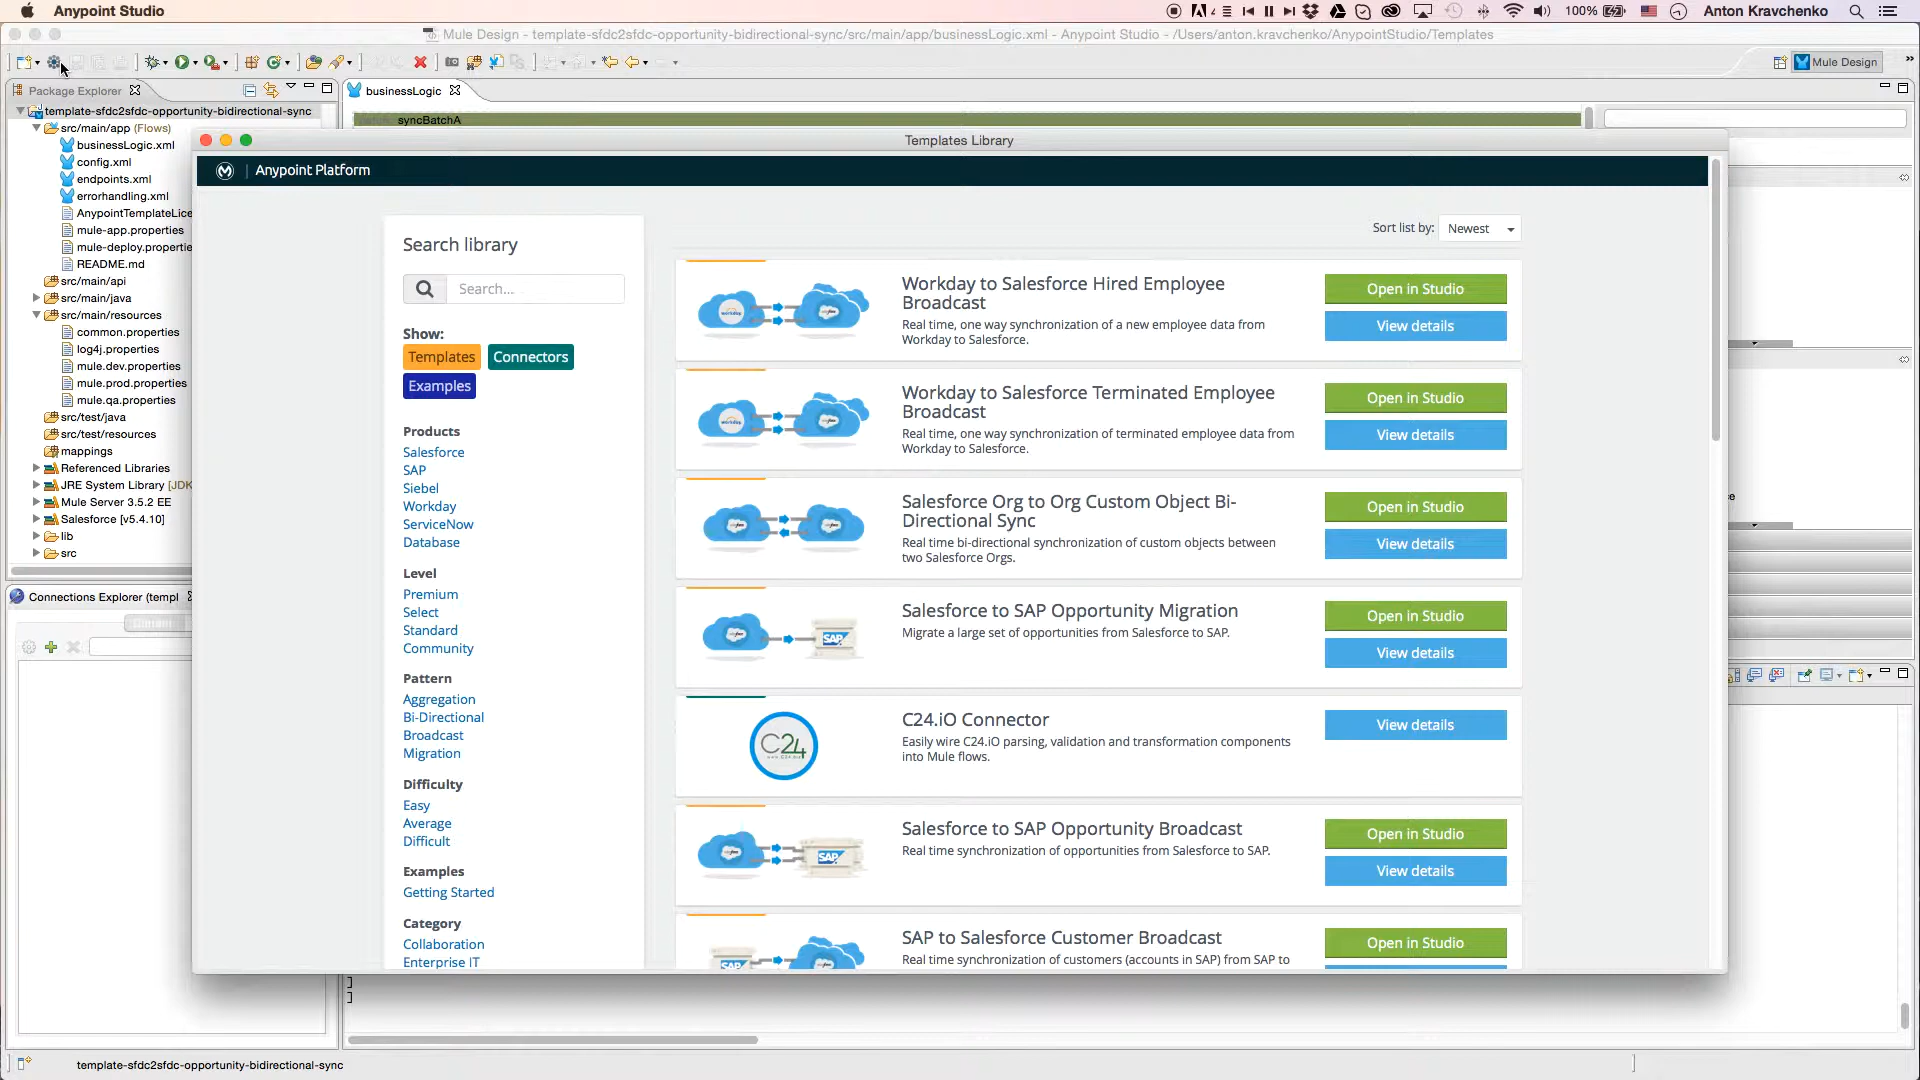 Anypoint Studio
100%
Anton Kravchenko
Mule Design - template-sfdc2sfdc-opportunity-bidirectional-sync/src/main/app/businessLogic.xml - Anypoint Studio - /Users/anton.kravchenko/AnypointStudio/Templates
Mule Design
Package Explorer
businessLogic
template-sfdc2sfdc-opportunity-bidirectional-sync
src/main/app (Flows)
businessLogic.xml
config.xml
endpoints.xml
errorhandling.xml
AnypointTemplateLice
mule-app.properties
mule-deploy.propertie
README.md
src/main/api
src/main/java
src/main/resources
common.properties
log4j.properties
mule.dev.properties
mule.prod.properties
mule.qa.properties
src/test/java
src/test/resources
mappings
Referenced Libraries
JRE System Library [JDK
Mule Server 3.5.2 EE
Salesforce [v5.4.10]
lib
src
Connections Explorer (templ
syncBatchA
Templates Library
Anypoint Platform
Search library
Search...
Show:
Templates
Connectors
Examples
Products
Salesforce
SAP
Siebel
Workday
ServiceNow
Database
Level
Premium
Select
Standard
Community
Pattern
Aggregation
Bi-Directional
Broadcast
Migration
Difficulty
Easy
Average
Difficult
Examples
Getting Started
Category
Collaboration
Enterprise IT
Sort list by: Newest
Workday to Salesforce Hired Employee
Broadcast
Real time, one way synchronization of a new employee data from
Workday to Salesforce.
Open in Studio
View details
Workday to Salesforce Terminated Employee
Broadcast
Real time, one way synchronization of terminated employee data from
Workday to Salesforce.
Open in Studio
View details
Salesforce Org to Org Custom Object Bi-
Directional Sync
Real time bi-directional synchronization of custom objects between
two Salesforce Orgs.
Open in Studio
View details
SAP
Salesforce to SAP Opportunity Migration
Migrate a large set of opportunities from Salesforce to SAP.
Open in Studio
View details
C24
C24.iO Connector
Easily wire C24.iO parsing, validation and transformation components
into Mule flows.
View details
SAP
Salesforce to SAP Opportunity Broadcast
Real time synchronization of opportunities from Salesforce to SAP.
Open in Studio
View details
SAP
SAP to Salesforce Customer Broadcast
Real time synchronization of customers (accounts in SAP) from SAP to
Open in Studio
]
]
template-sfdc2sfdc-opportunity-bidirectional-sync